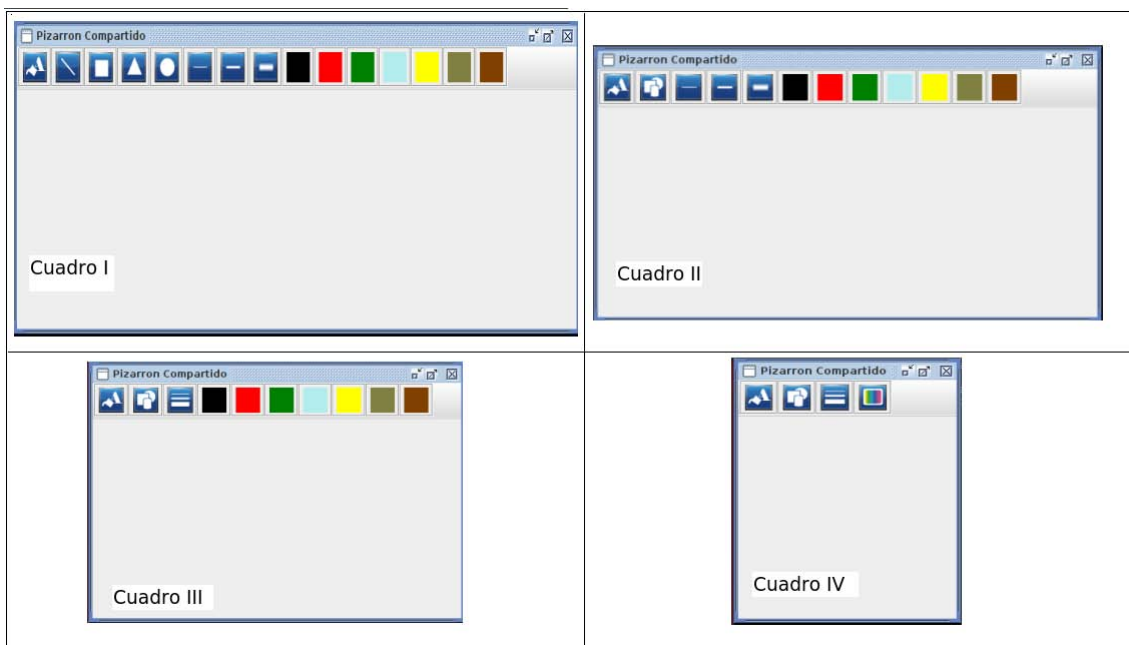 Pizarron Compartido
Cuadro I
Pizarron Compartido
Cuadro II
Pizarron Compartido
Cuadro III
Pizarron Compartido
Cuadro IV